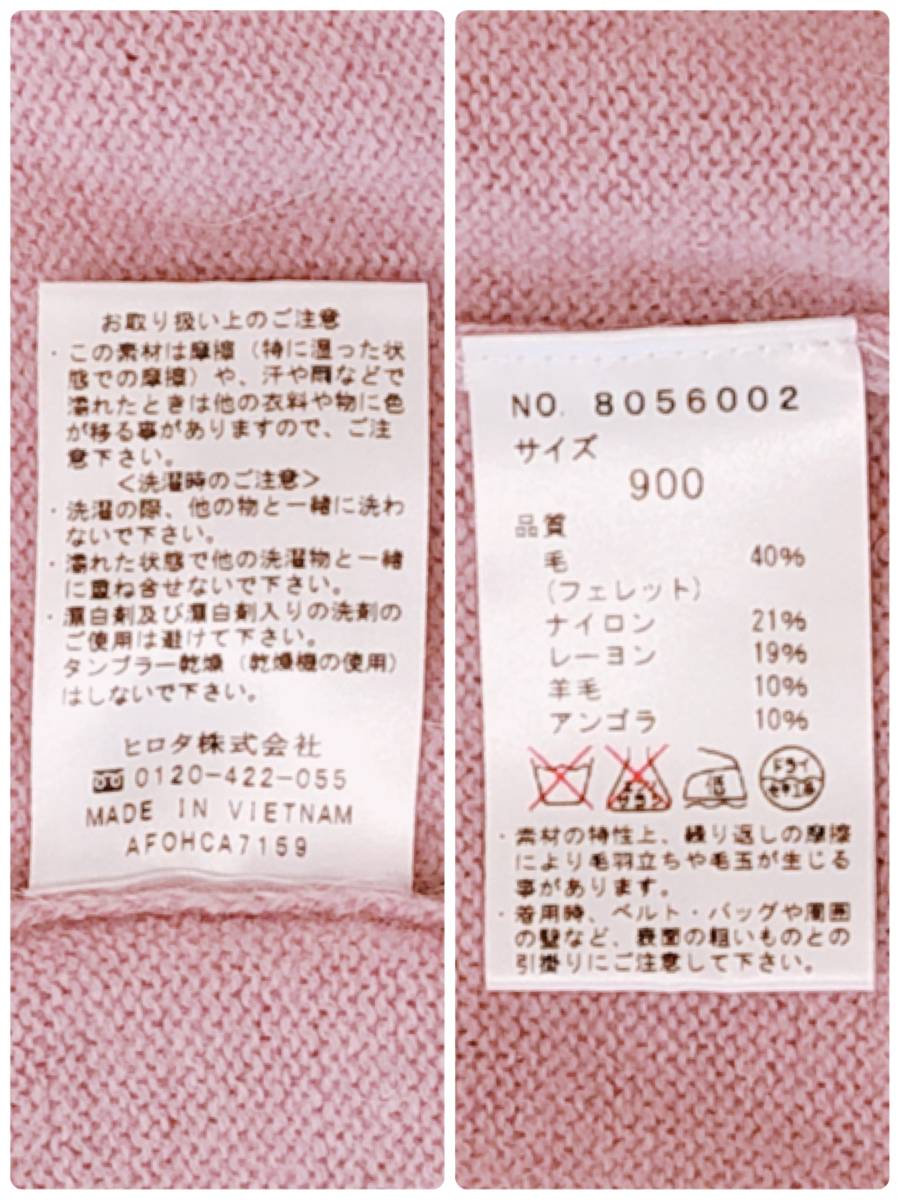 お取り扱い上のご注意
・この素材は摩擦（特に湿った状
態での摩擦）や、汗や雨などで
濡れたときは他の衣料や物に色
が移る事がありますので、ご注
意下さい。
＜洗濯時のご注意＞
・洗濯の際、他の物と一緒に洗わ
ないで下さい。
・濡れた状態で他の洗濯物と一緒
に重ね合せないで下さい。
・漂白剤及び漂白剤入りの洗剤の
ご使用は避けて下さい。
タンブラー乾燥（乾燥機の使用）
はしないで下さい。
ヒロタ株式会社
0120-422-055
MADE IN VIETNAM
AFOHCA7159
NO. 8056002
サイズ
900
品質
毛 40%
（フェレット）
ナイロン 21%
レーヨン 19%
羊毛 10%
アンゴラ 10%
エンソ サラシ 低 ドライ セキユ系
・素材の特性上、繰り返しの摩擦
により毛羽立ちや毛玉が生じる
事があります。
・着用時、ベルト・バッグや周囲
の壁など、表面の粗いものとの
引掛りにご注意して下さい。